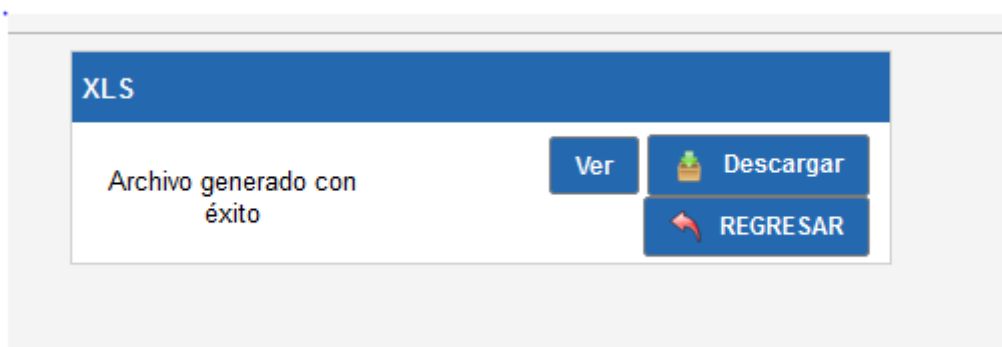 XLS
Archivo generado con
éxito
Ver
Descargar
REGRESAR